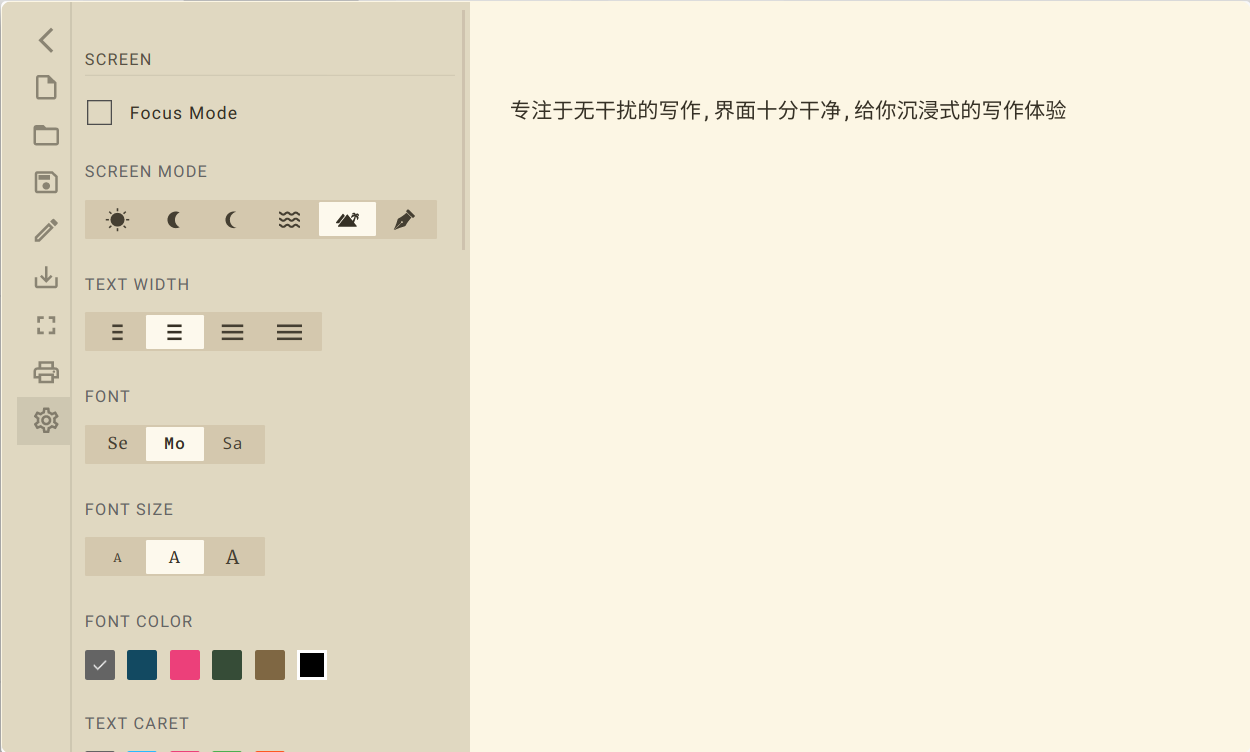 SCREEN
Focus Mode
SCREEN MODE
TEXT WIDTH
FONT
Se Mo Sa
FONT SIZE
A A A
FONT COLOR
TEXT CARET
专注于无干扰的写作,界面十分干净,给你沉浸式的写作体验